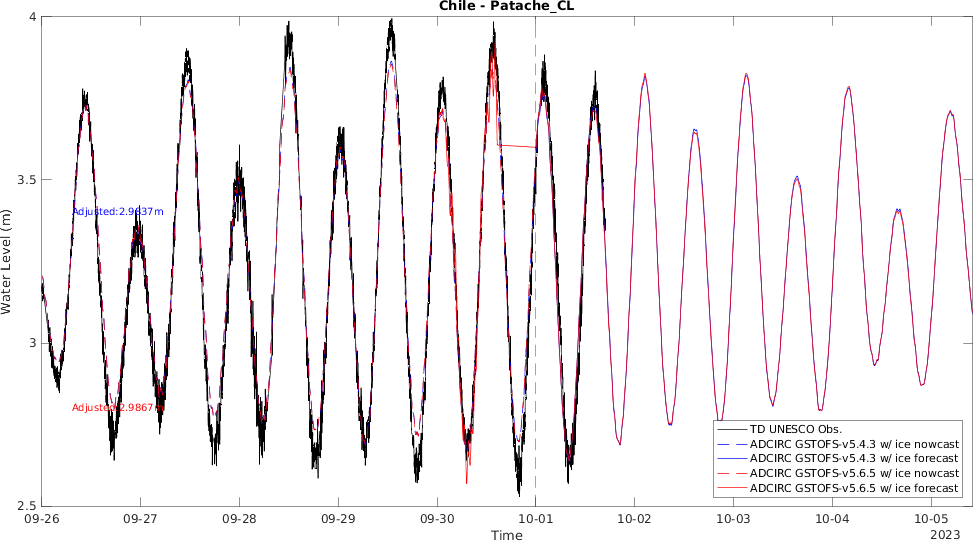 Chile - Patache_CL
4
3.5
3
2.5
Water Level (m)
Adjusted:2.9837m
Adjusted:2.9867m
TD UNESCO Obs.
ADCIRC GSTOFS-v5.4.3 w/ ice nowcast
ADCIRC GSTOFS-v5.4.3 w/ ice forecast
ADCIRC GSTOFS-v5.6.5 w/ ice nowcast
ADCIRC GSTOFS-v5.6.5 w/ ice forecast
09-26 09-27 09-28 09-29 09-30 10-01 10-02 10-03 10-04 10-05
Time
2023